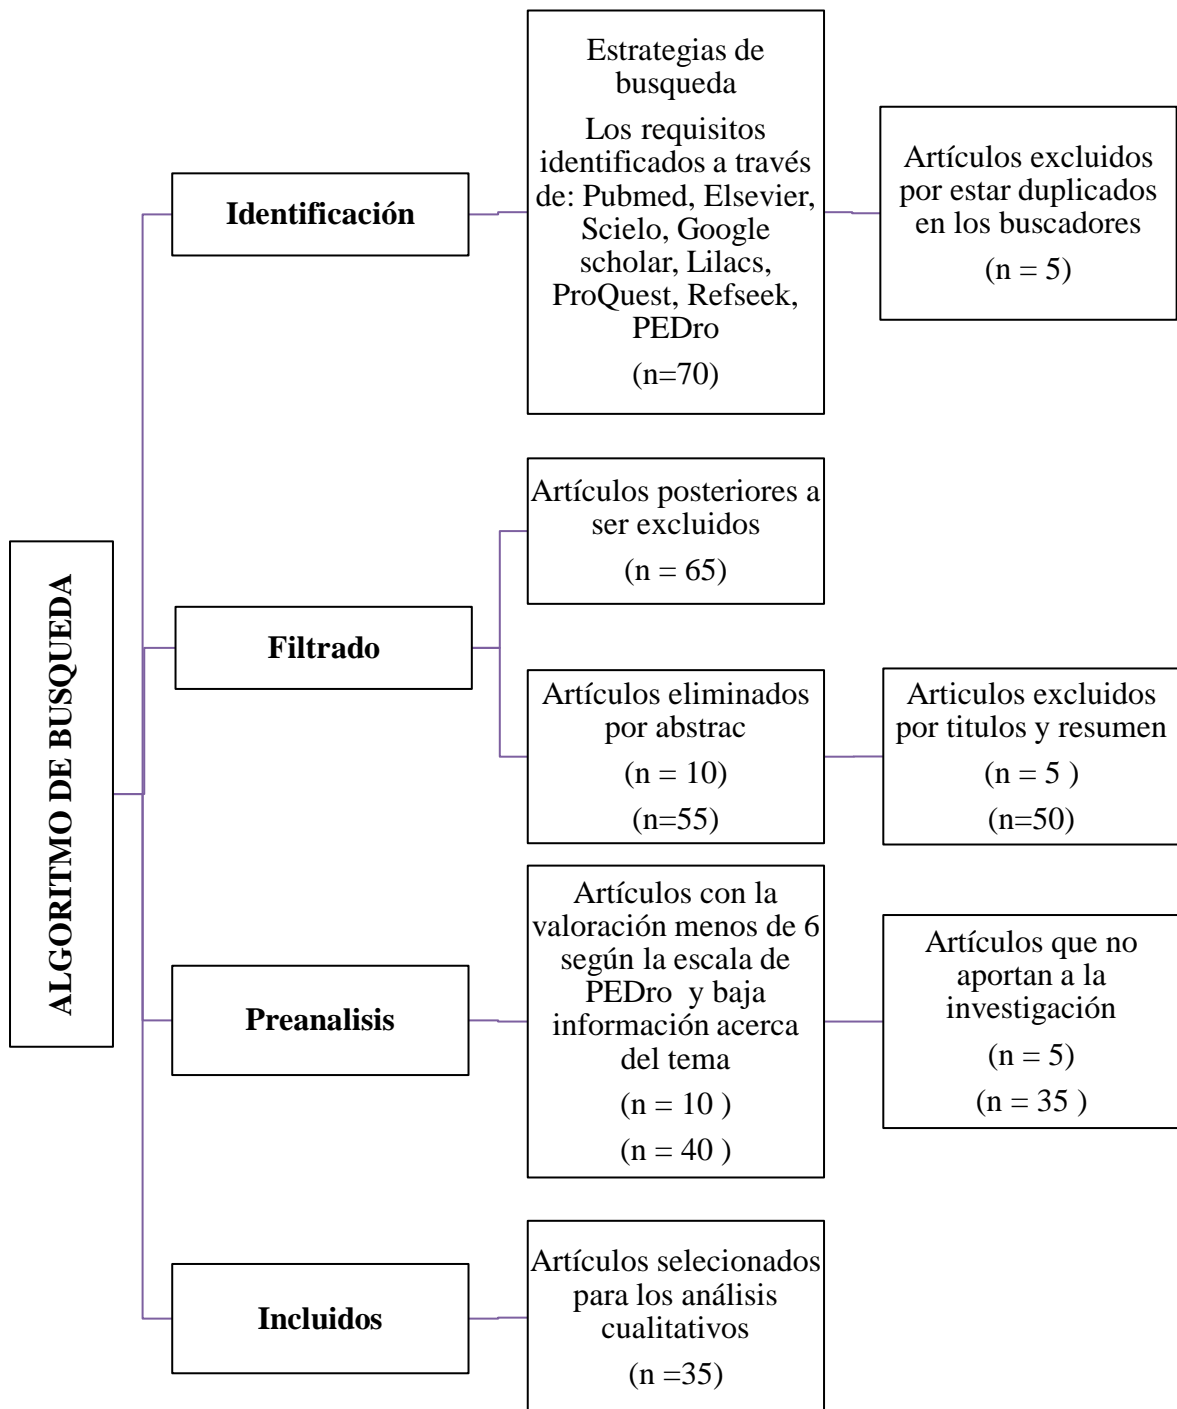 ALGORITMO DE BUSQUEDA
Identificación
Estrategias de
busqueda
Los requisitos
identificados a través
de: Pubmed, Elsevier,
Scielo, Google
scholar, Lilacs,
ProQuest, Refseek,
PEDro
(n=70)
Artículos excluidos
por estar duplicados
en los buscadores
(n = 5)
Filtrado
Artículos posteriores a
ser excluidos
(n = 65)
Artículos eliminados
por abstrac
(n = 10)
(n=55)
Articulos excluidos
por titulos y resumen
(n = 5 )
(n=50)
Preanalisis
Artículos con la
valoración menos de 6
según la escala de
PEDro y baja
información acerca
del tema
(n = 10 )
(n = 40 )
Artículos que no
aportan a la
investigación
(n = 5)
(n = 35 )
Incluidos
Artículos selecionados
para los análisis
cualitativos
(n =35)